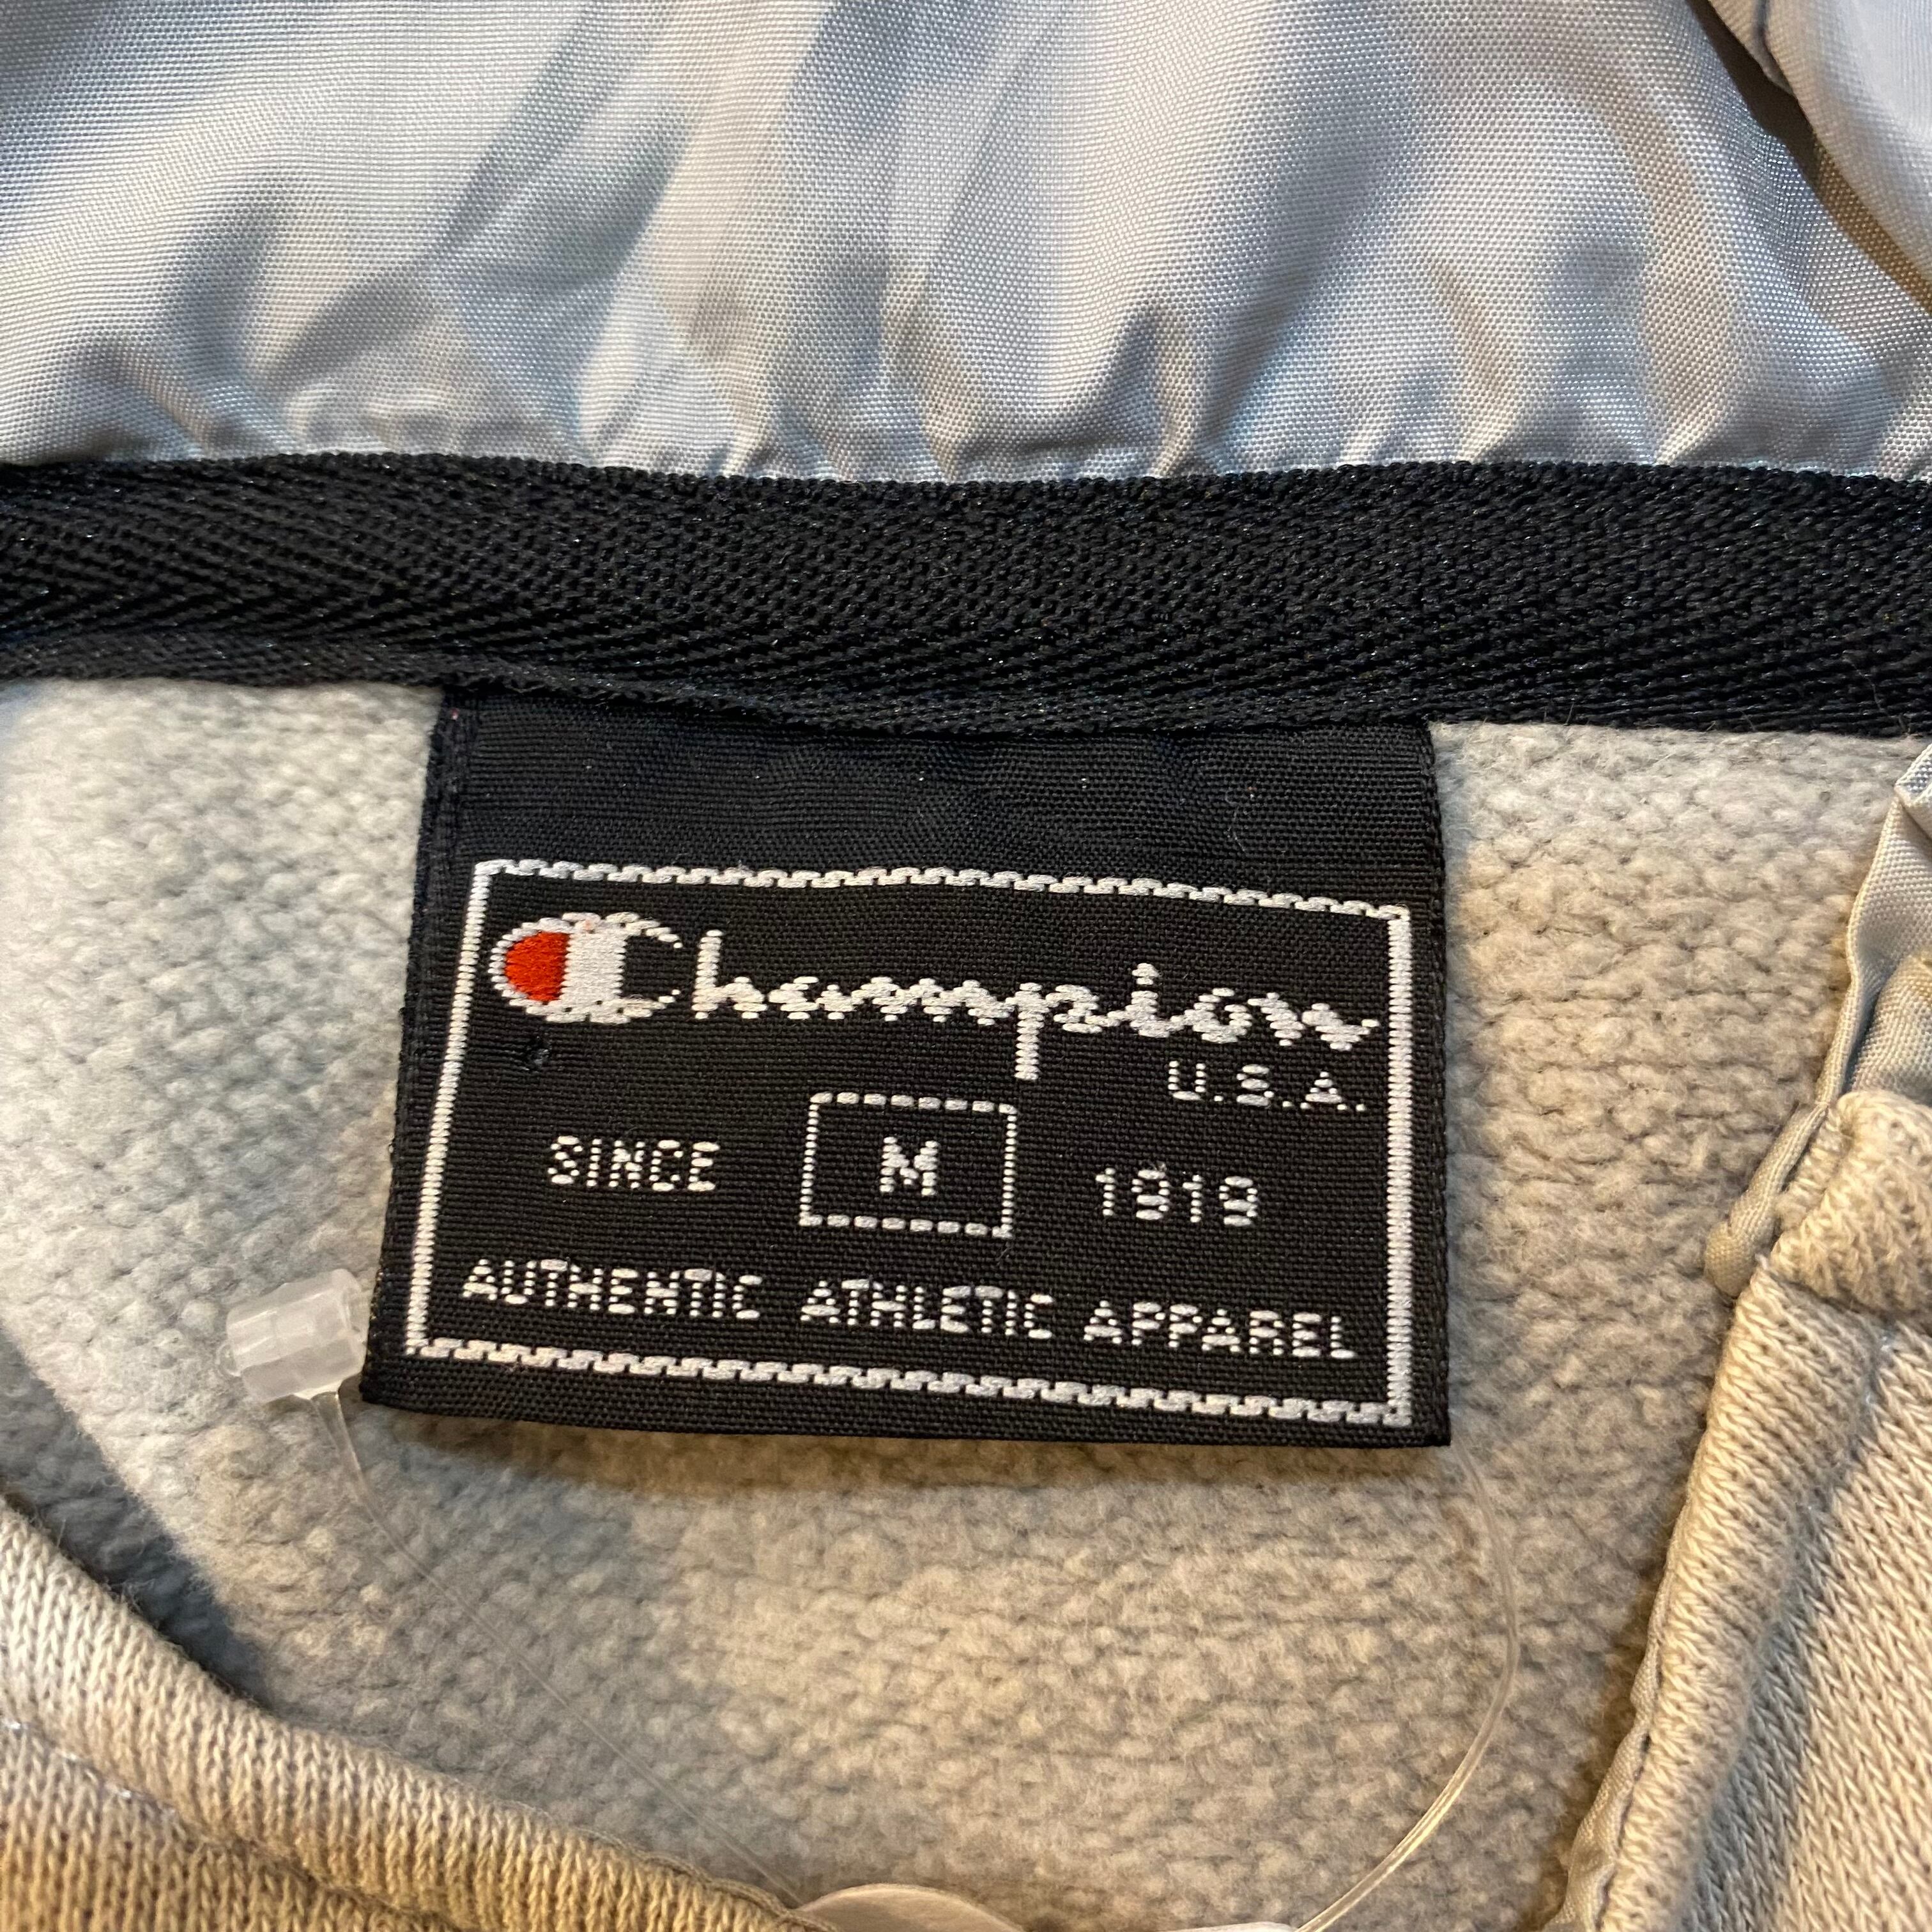 Champion
U.S.A.
SINCE M 1919
AUTHENTIC ATHLETIC APPAREL